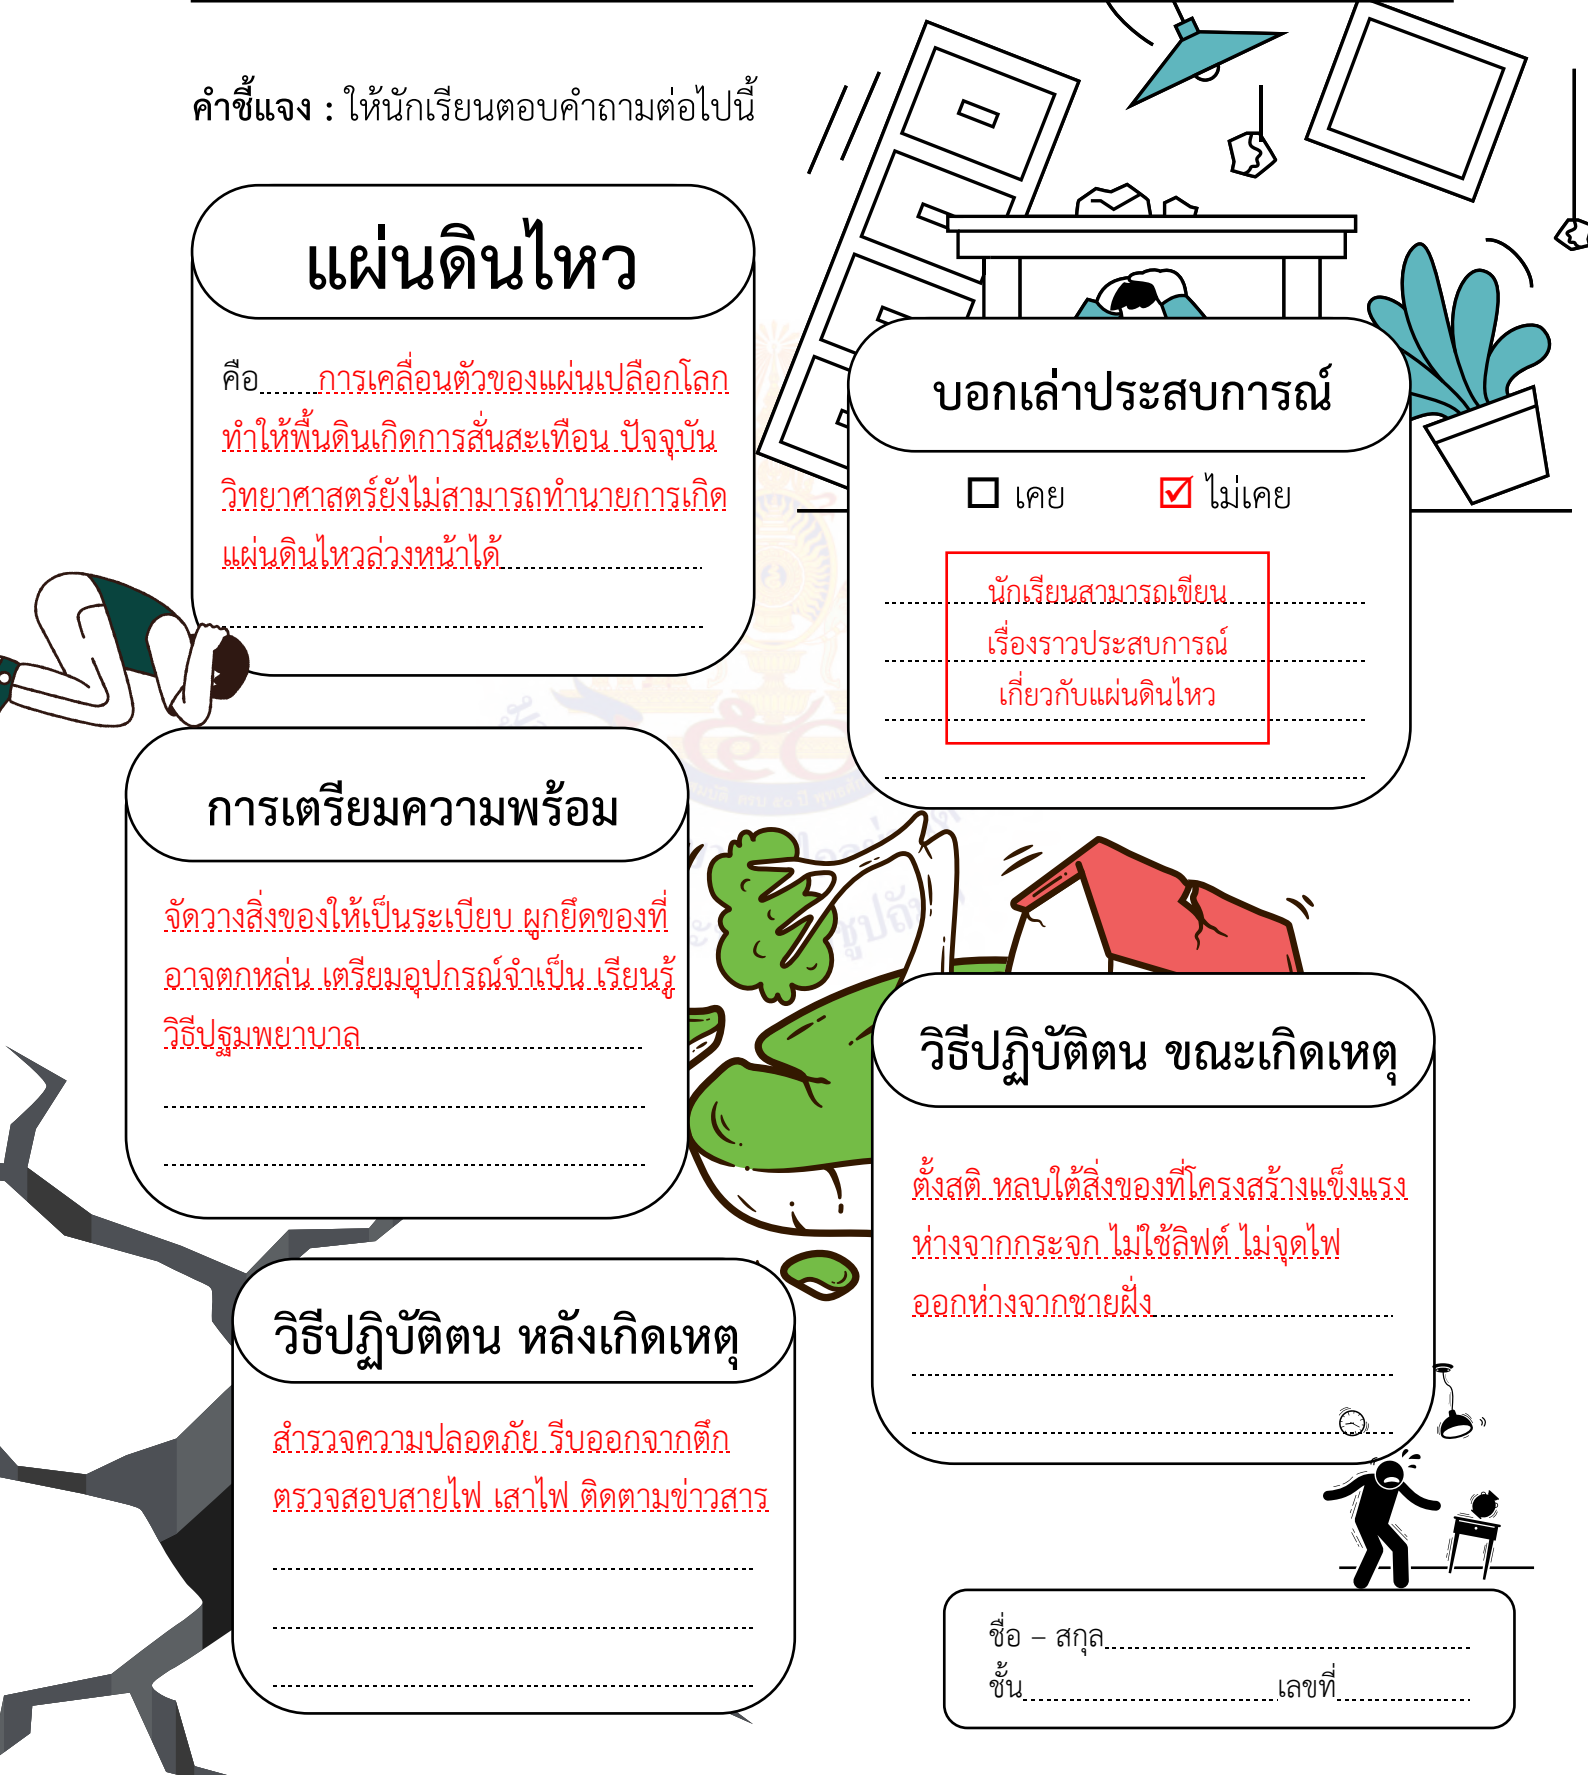 คำชี้แจง : ให้นักเรียนตอบคำถามต่อไปนี้
แผ่นดินไหว
คือ......การเคลื่อนตัวของแผ่นเปลือกโลก
ทำให้พื้นดินเกิดการสั่นสะเทือน ปัจจุบัน
วิทยาศาสตร์ยังไม่สามารถทำนายการเกิด
แผ่นดินไหวล่วงหน้าได้
บอกเล่าประสบการณ์
☐ เคย ☑ ไม่เคย
นักเรียนสามารถเขียน
เรื่องราวประสบการณ์
เกี่ยวกับแผ่นดินไหว
การเตรียมความพร้อม
จัดวางสิ่งของให้เป็นระเบียบ ผูกยึดของที่
อาจตกหล่น เตรียมอุปกรณ์จำเป็น เรียนรู้
วิธีปฐมพยาบาล
วิธีปฏิบัติตน ขณะเกิดเหตุ
ตั้งสติ หลบใต้สิ่งของที่โครงสร้างแข็งแรง
ห่างจากกระจก ไม่ใช้ลิฟต์ ไม่จุดไฟ
ออกห่างจากชายฝั่ง
วิธีปฏิบัติตน หลังเกิดเหตุ
สำรวจความปลอดภัย รีบออกจากตึก
ตรวจสอบสายไฟ เสาไฟ ติดตามข่าวสาร
ชื่อ – สกุล
ชั้น เลขที่